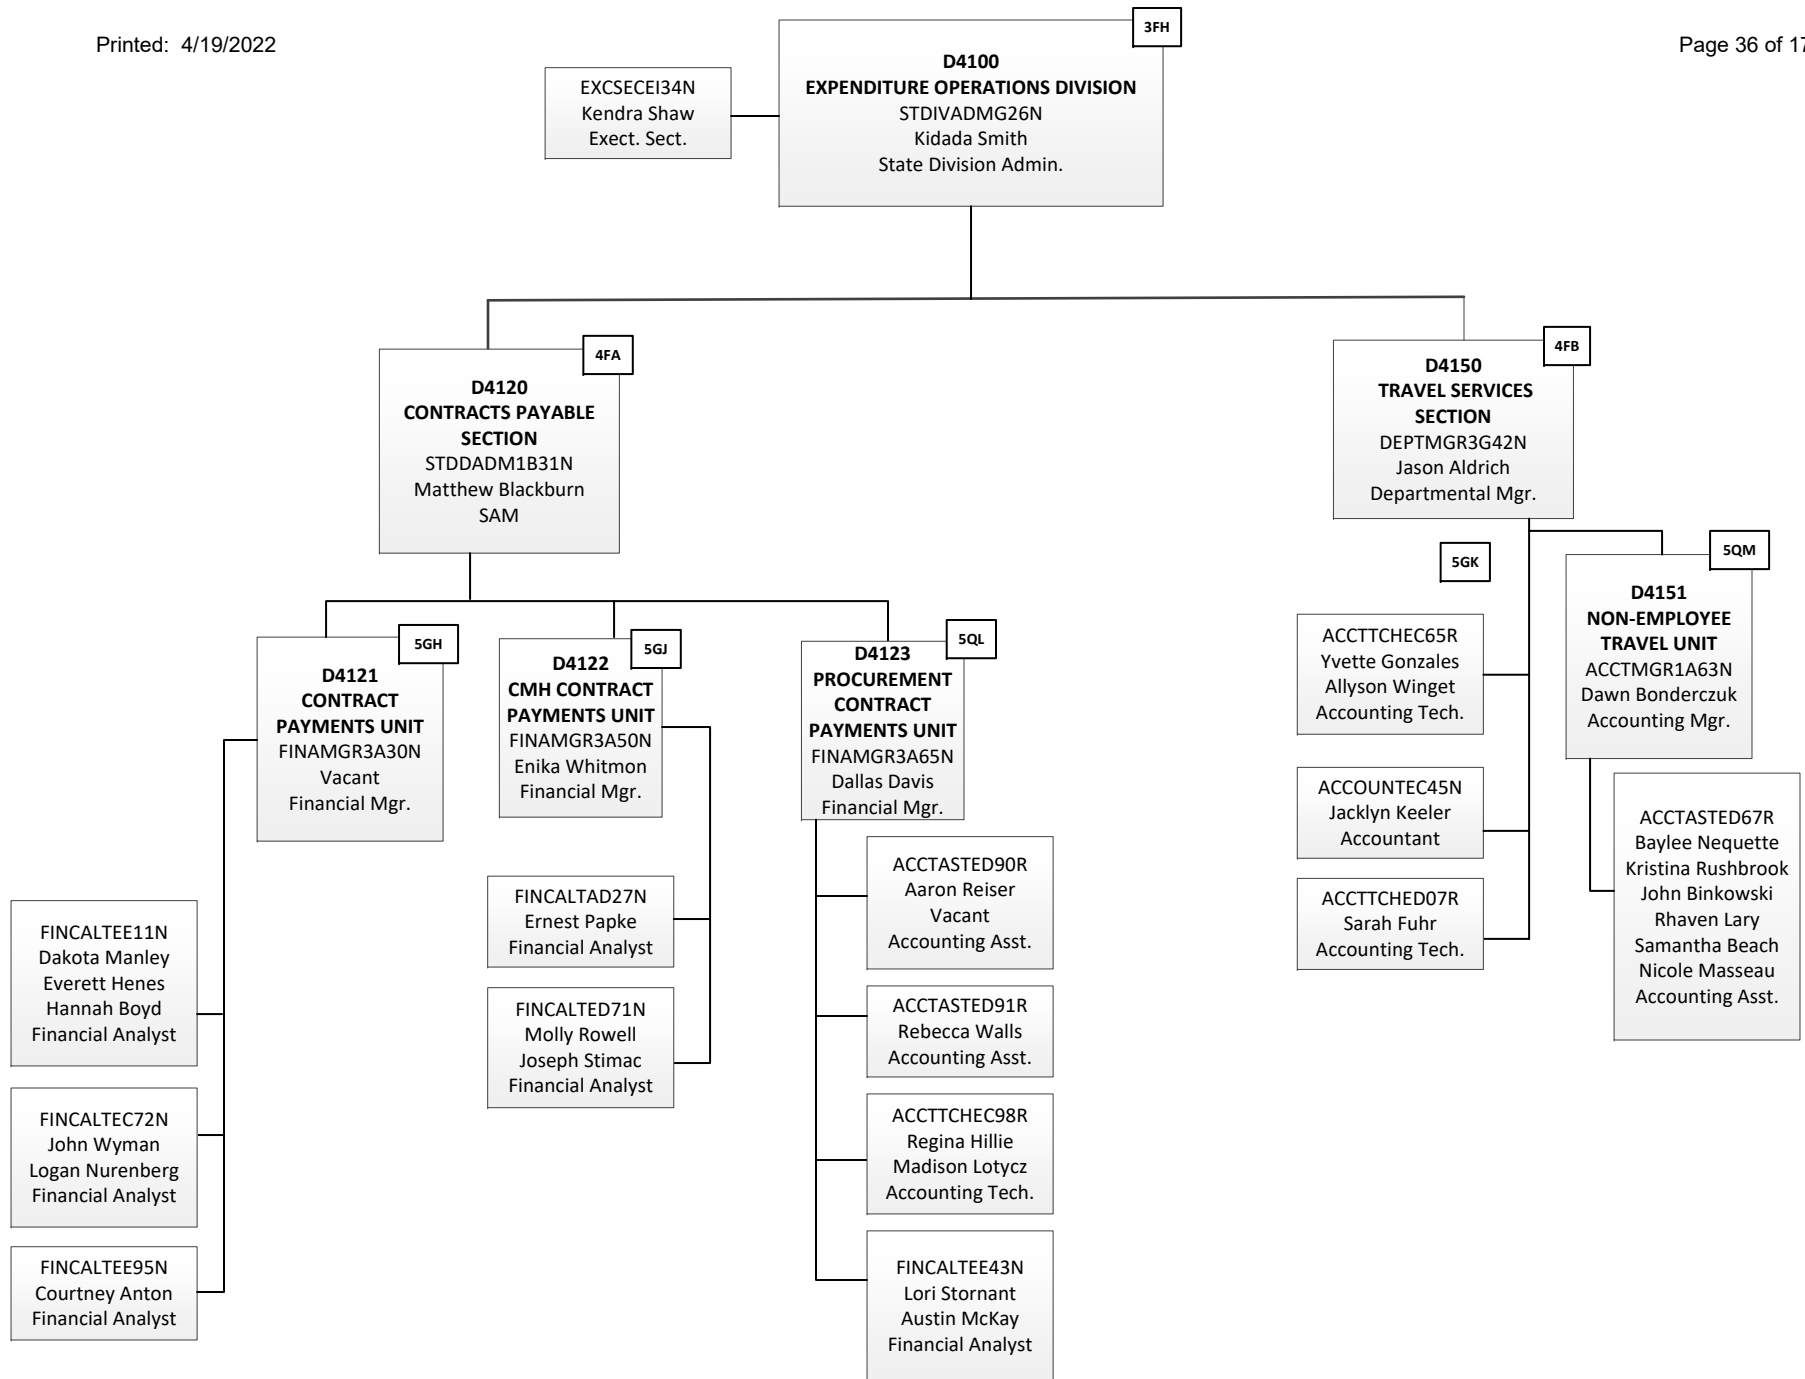 Printed: 4/19/2022
Page 36 of 17
3FH
D4100
EXPENDITURE OPERATIONS DIVISION
STDIVADMG26N
Kidada Smith
State Division Admin.
EXCSECEI34N
Kendra Shaw
Exect. Sect.
4FA
D4120
CONTRACTS PAYABLE
SECTION
STDDADM1B31N
Matthew Blackburn
SAM
4FB
D4150
TRAVEL SERVICES
SECTION
DEPTMGR3G42N
Jason Aldrich
Departmental Mgr.
5GH
D4121
CONTRACT
PAYMENTS UNIT
FINAMGR3A30N
Vacant
Financial Mgr.
FINCALTEE11N
Dakota Manley
Everett Henes
Hannah Boyd
Financial Analyst
FINCALTEC72N
John Wyman
Logan Nurenberg
Financial Analyst
FINCALTEE95N
Courtney Anton
Financial Analyst
5GJ
D4122
CMH CONTRACT
PAYMENTS UNIT
FINAMGR3A50N
Enika Whitmon
Financial Mgr.
FINCALTAD27N
Ernest Papke
Financial Analyst
FINCALTED71N
Molly Rowell
Joseph Stimac
Financial Analyst
5QL
D4123
PROCUREMENT
CONTRACT
PAYMENTS UNIT
FINAMGR3A65N
Dallas Davis
Financial Mgr.
ACCTASTED90R
Aaron Reiser
Vacant
Accounting Asst.
ACCTASTED91R
Rebecca Walls
Accounting Asst.
ACCTTCHEC98R
Regina Hillie
Madison Lotycz
Accounting Tech.
FINCALTEE43N
Lori Stornant
Austin McKay
Financial Analyst
5GK
ACCTTCHEC65R
Yvette Gonzales
Allyson Winget
Accounting Tech.
ACCOUNTEC45N
Jacklyn Keeler
Accountant
ACCTTCHED07R
Sarah Fuhr
Accounting Tech.
5QM
D4151
NON-EMPLOYEE
TRAVEL UNIT
ACCTMGR1A63N
Dawn Bonderczuk
Accounting Mgr.
ACCTASTED67R
Baylee Nequette
Kristina Rushbrook
John Binkowski
Rhaven Lary
Samantha Beach
Nicole Masseau
Accounting Asst.